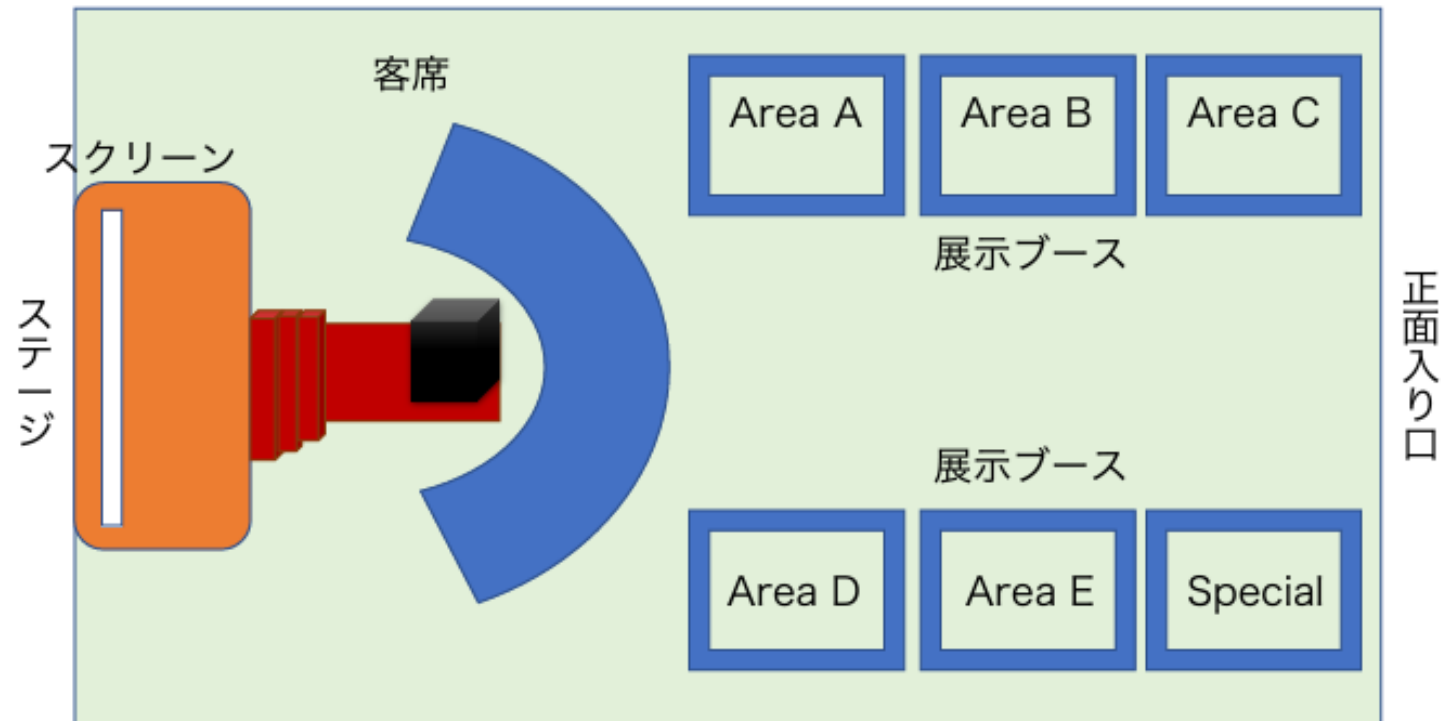 客席
スクリーン
ステージ
Area A
Area B
Area C
展示ブース
正面入り口
展示ブース
Area D
Area E
Special